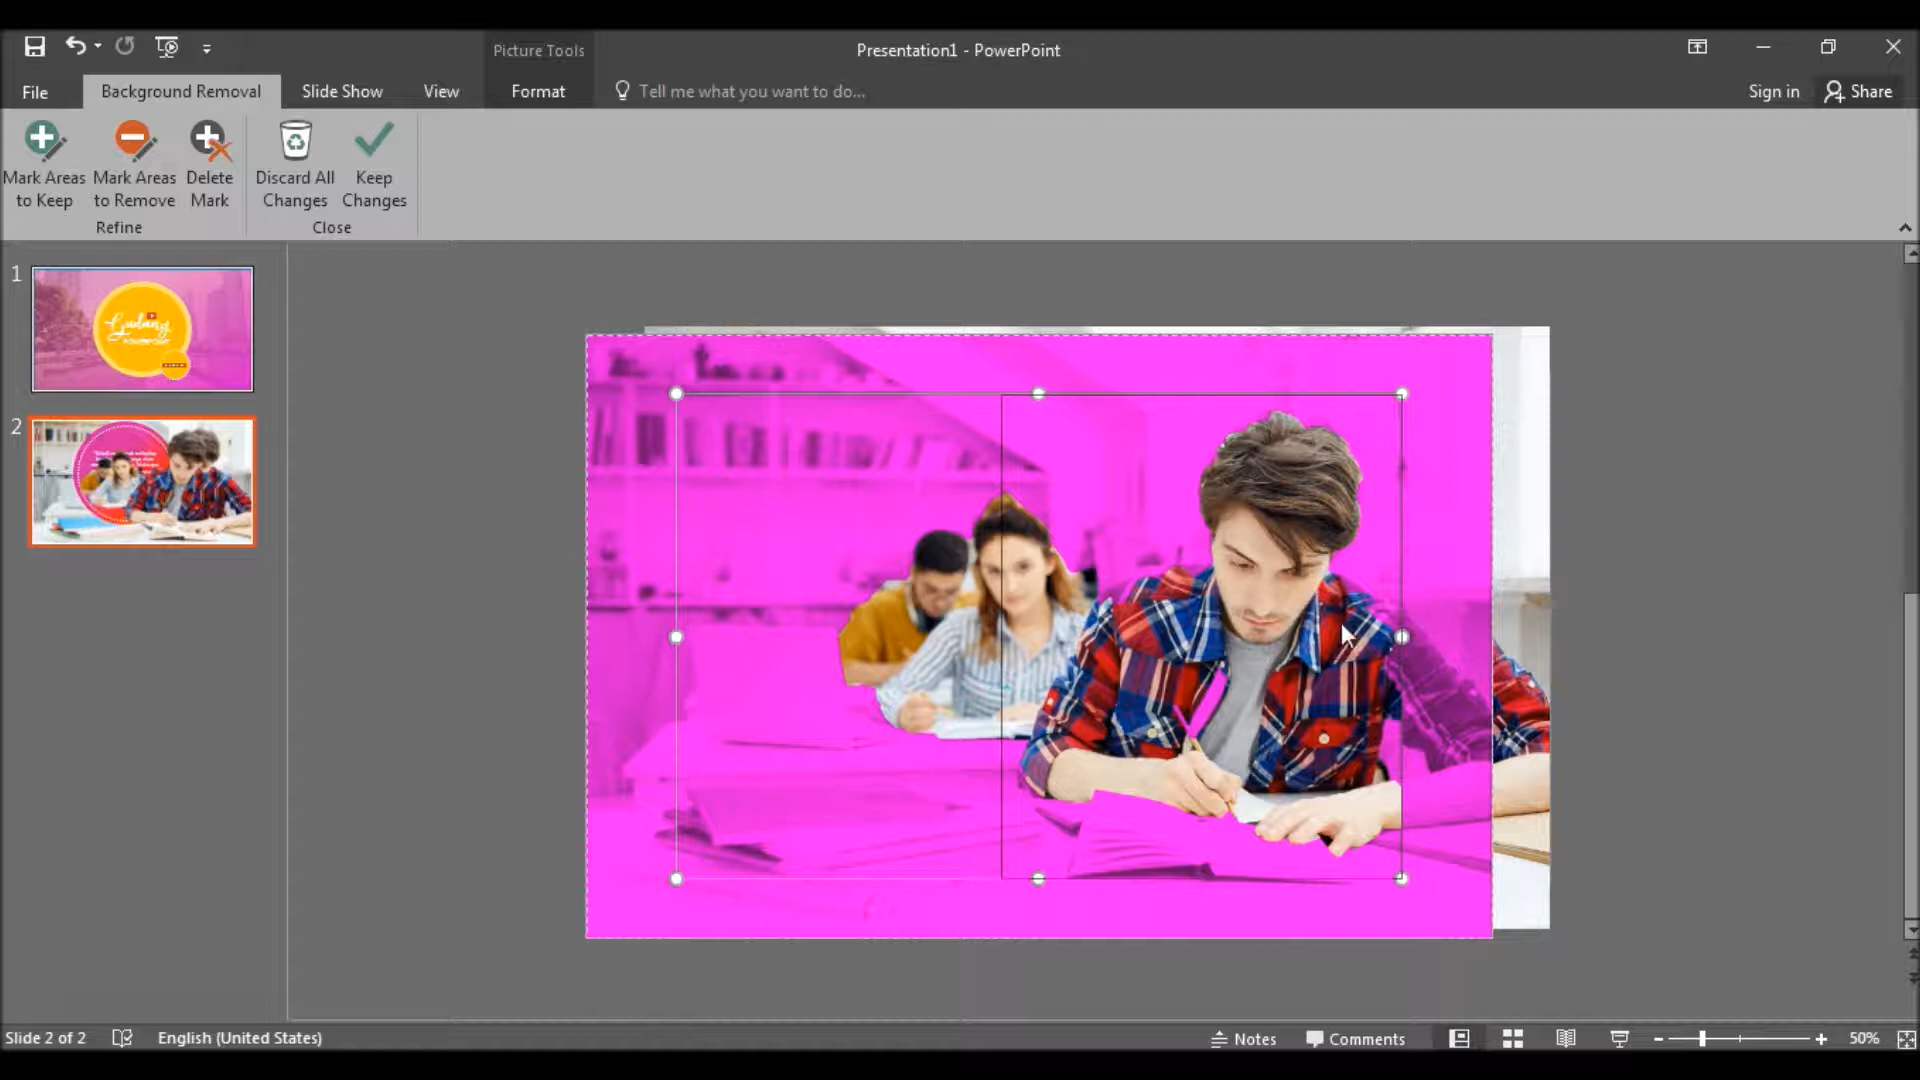 Picture Tools
Presentation1 - PowerPoint
File
Background Removal
Slide Show
View
Format
Tell me what you want to do...
Sign in
Share
Mark Areas
to Keep
Mark Areas
to Remove
Delete
Mark
Discard All
Changes
Keep
Changes
Refine
Close
1
Gudang
POWERPOINT
2
Slide 2 of 2
English (United States)
Notes
Comments
50%